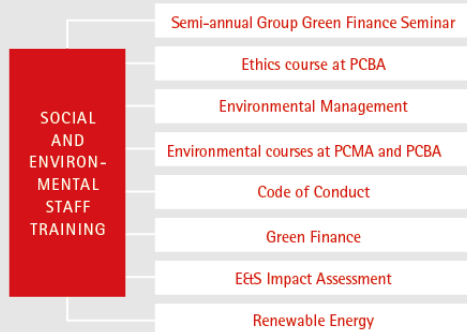 SOCIAL
AND
ENVIRON-
MENTAL
STAFF
TRAINING
Semi-annual Group Green Finance Seminar
Ethics course at PCBA
Environmental Management
Environmental courses at PCMA and PCBA
Code of Conduct
Green Finance
E&S Impact Assessment
Renewable Energy